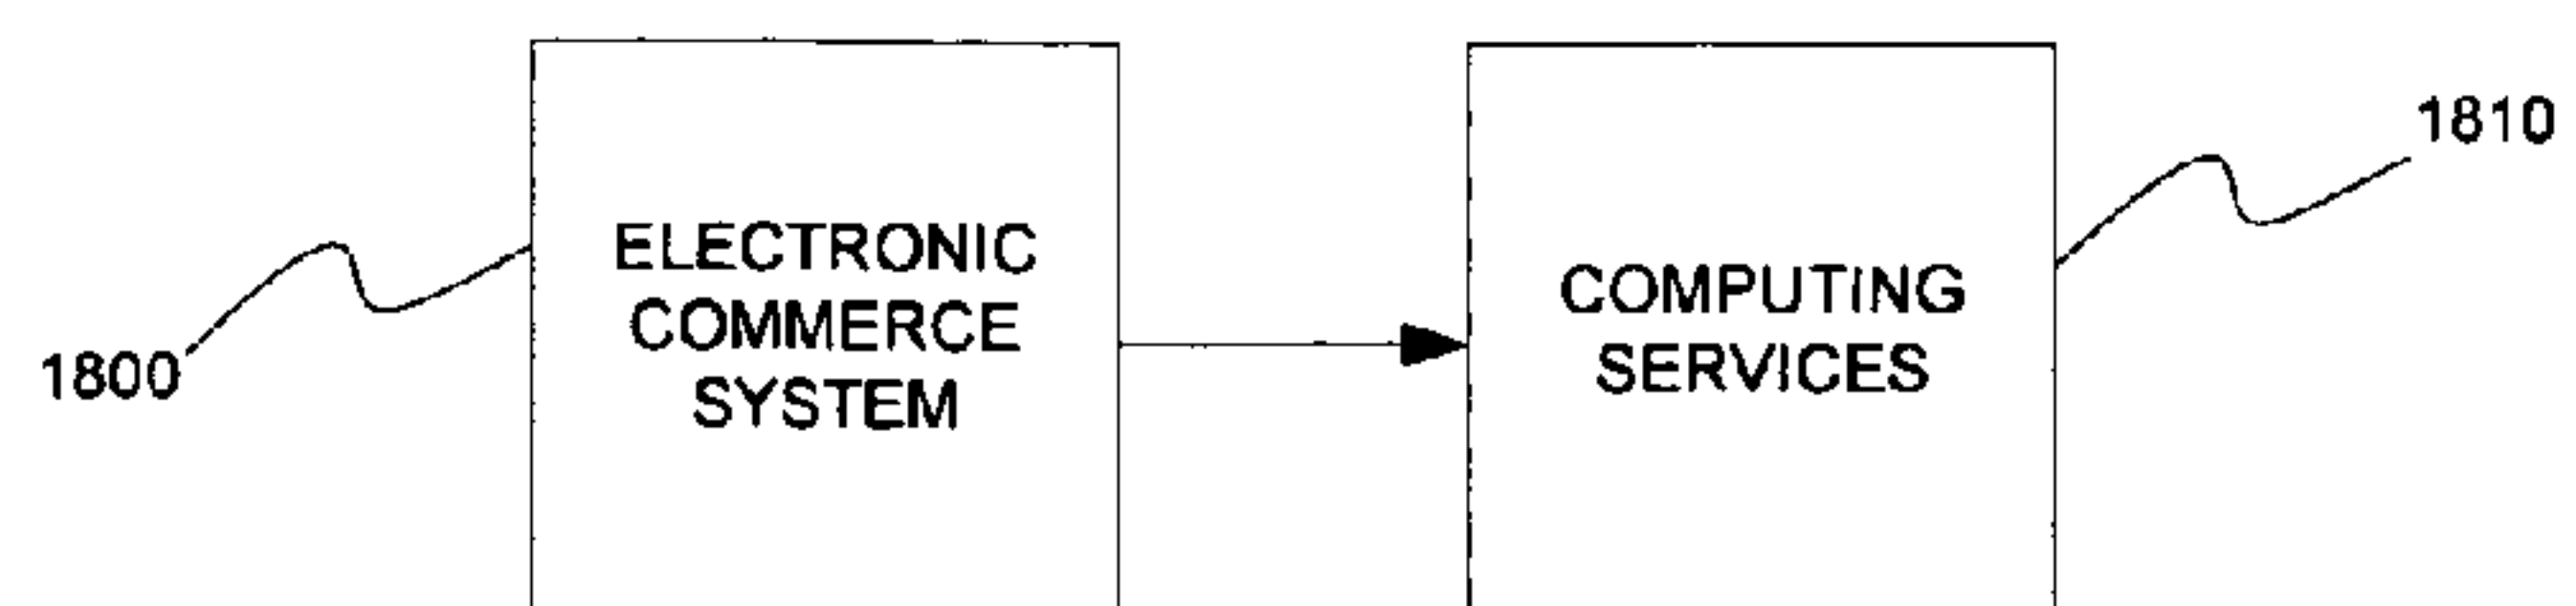 1800
ELECTRONIC
COMMERCE
SYSTEM
COMPUTING
SERVICES
1810